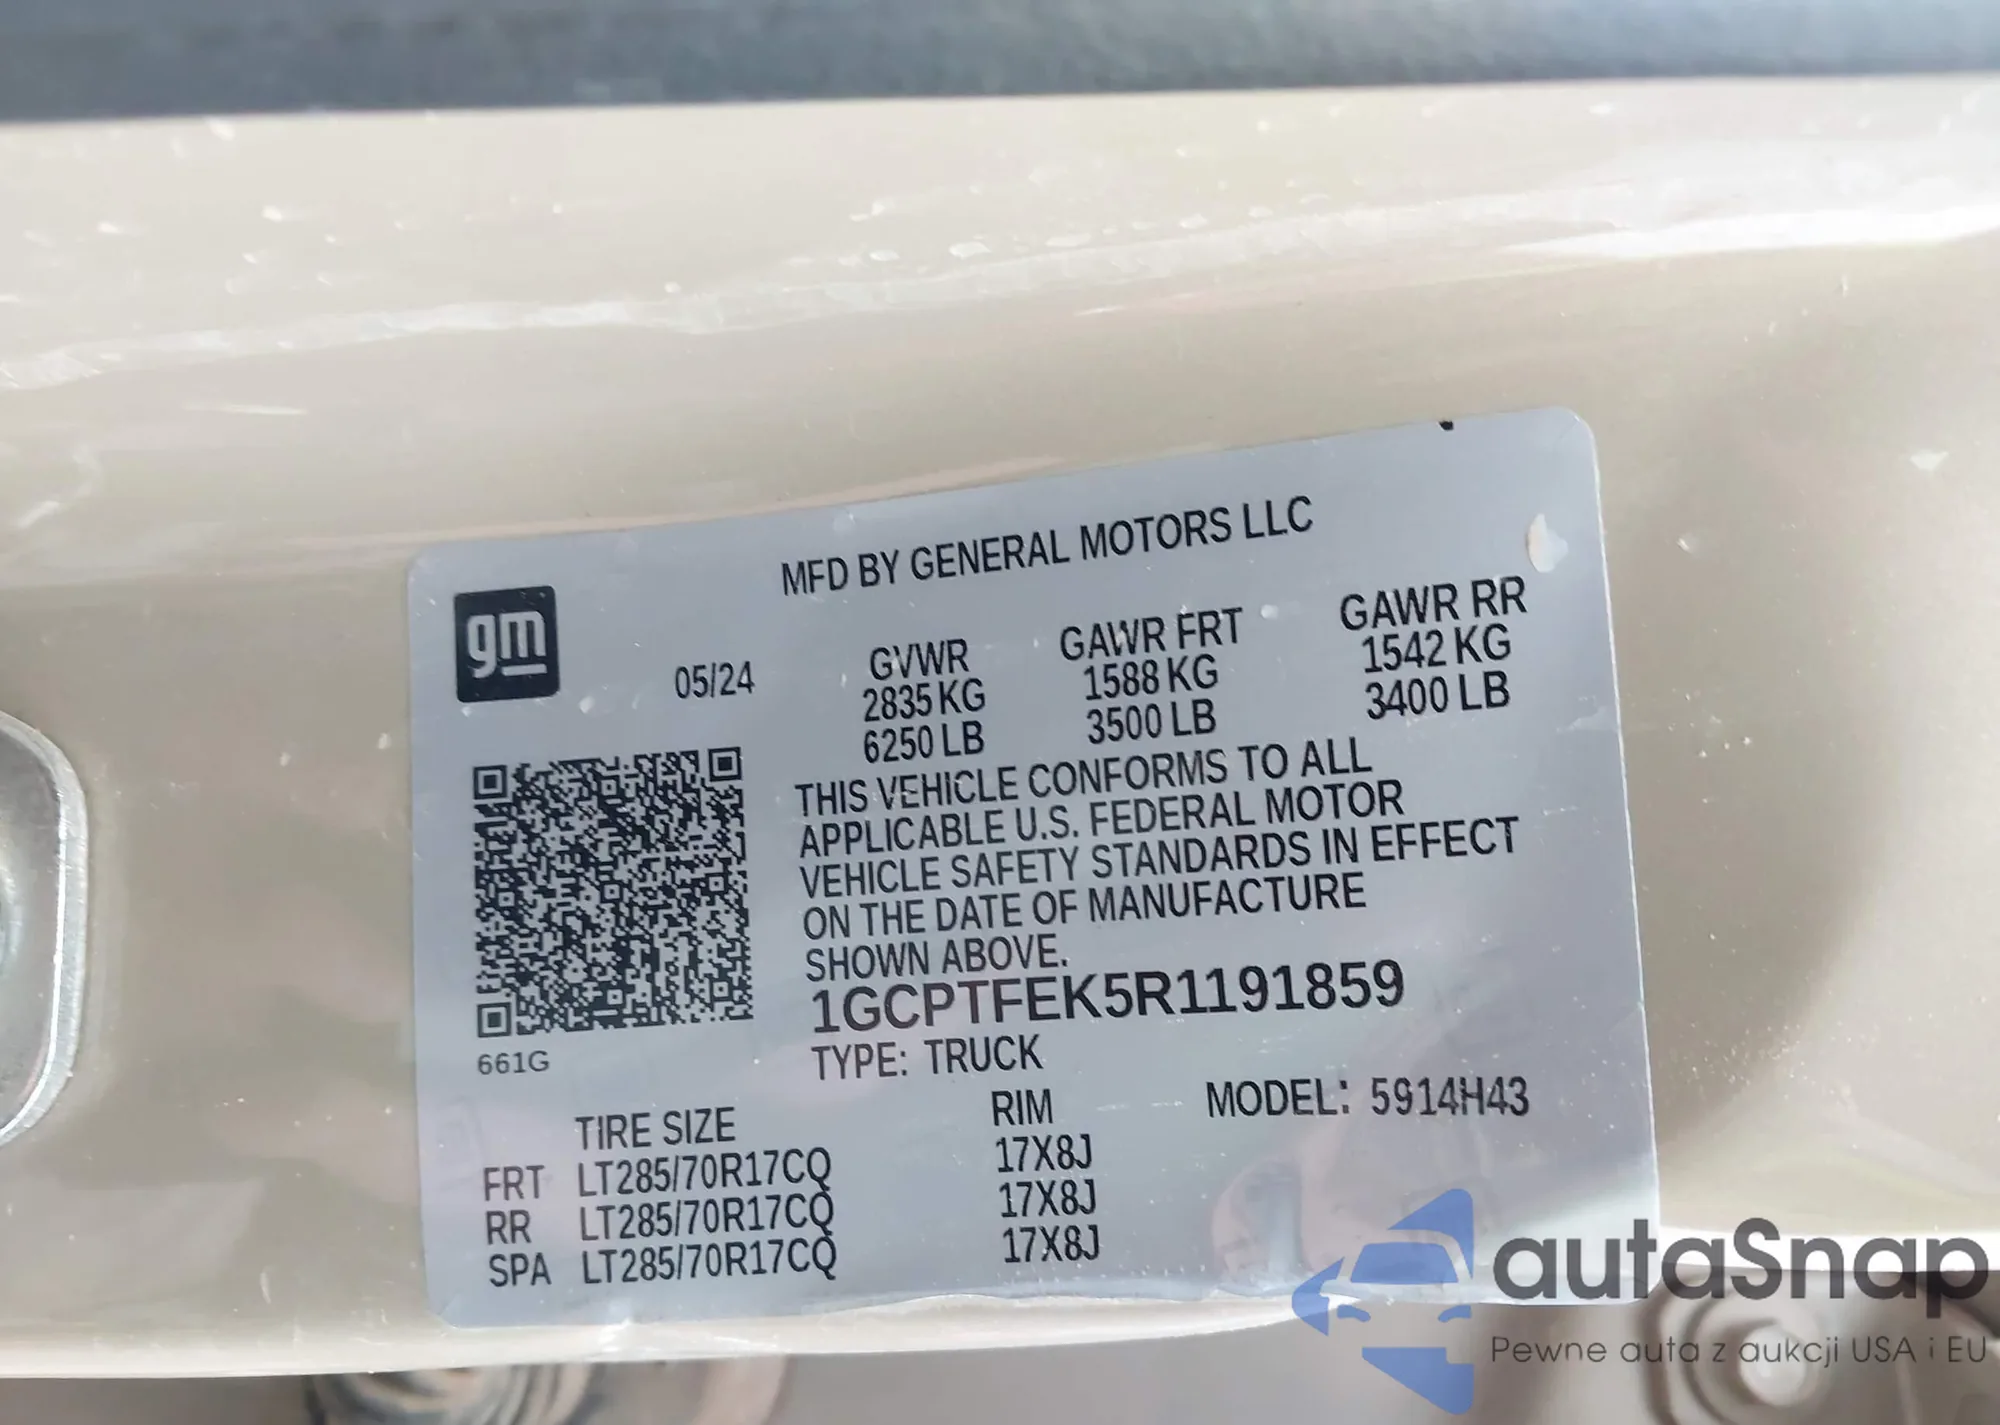 MFD BY GENERAL MOTORS LLC
gm
05/24
GVWR
2835 KG
6250 LB
GAWR FRT
1588 KG
3500 LB
GAWR RR
1542 KG
3400 LB
THIS VEHICLE CONFORMS TO ALL
APPLICABLE U.S. FEDERAL MOTOR
VEHICLE SAFETY STANDARDS IN EFFECT
ON THE DATE OF MANUFACTURE
SHOWN ABOVE.
1GCPTFEK5R1191859
TYPE: TRUCK
661G
TIRE SIZE RIM MODEL: 5914H43
FRT LT285/70R17CQ 17X8J
RR LT285/70R17CQ 17X8J
SPA LT285/70R17CQ 17X8J
autaSnap
Pewne auta z aukcji USA i EU